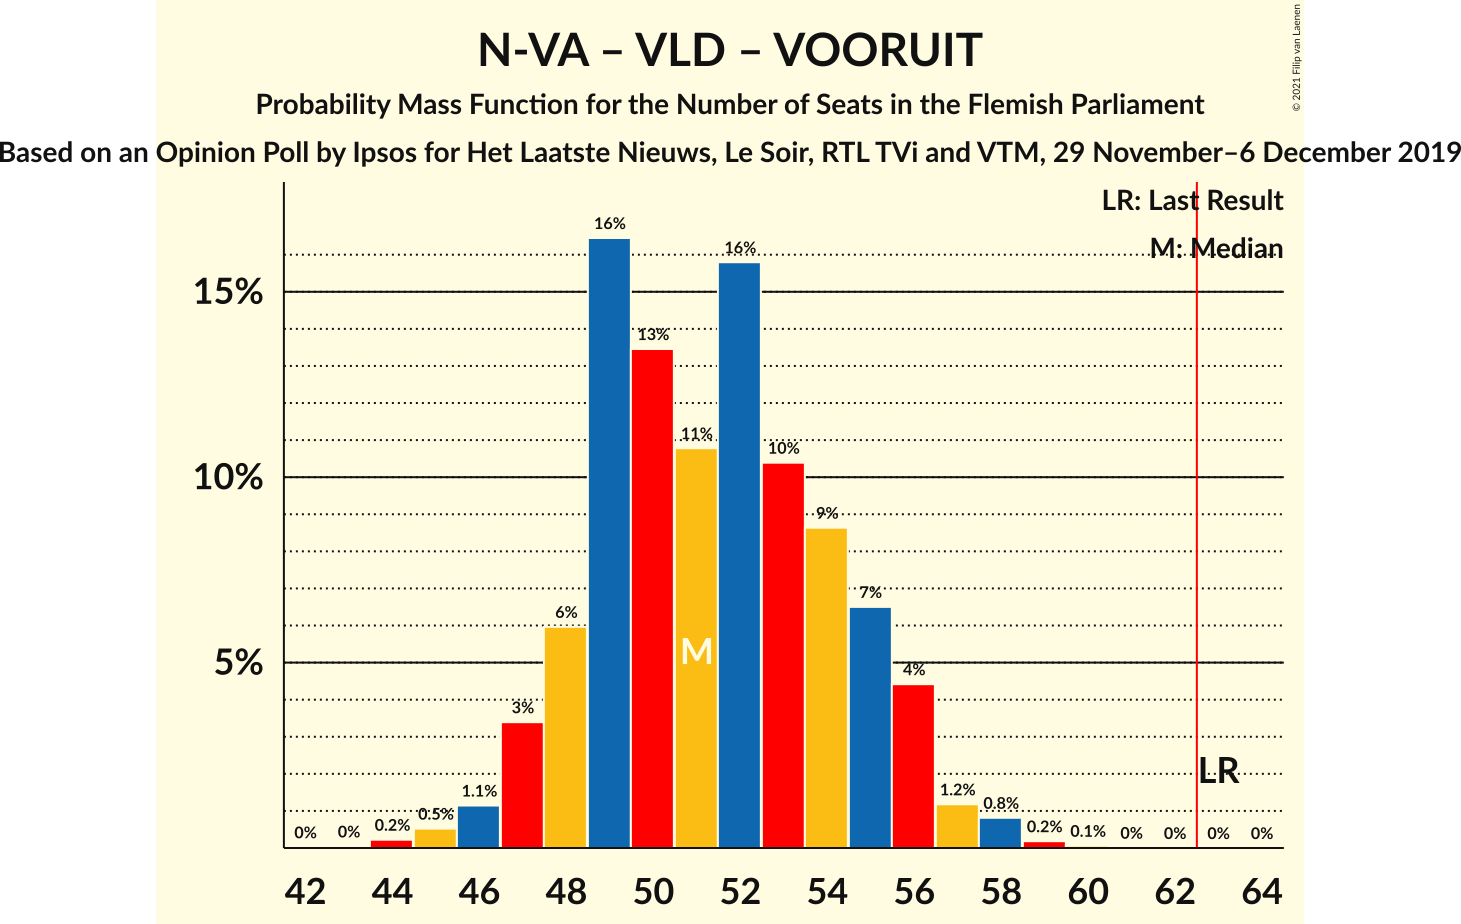 N-VA – VLD – VOORUIT
Probability Mass Function for the Number of Seats in the Flemish Parliament
Based on an Opinion Poll by Ipsos for Het Laatste Nieuws, Le Soir, RTL TVi and VTM, 29 November–6 December 2019
© 2021 Filip van Laenen
LR: Last Result
M: Median
15%
10%
5%
0% 0% 0.2% 0.5% 1.1% 3% 6% 16% 13% 11% 16% 10% 9% 7% 4% 1.2% 0.8% 0.2% 0.1% 0% 0% 0% 0%
M
LR
42 44 46 48 50 52 54 56 58 60 62 64